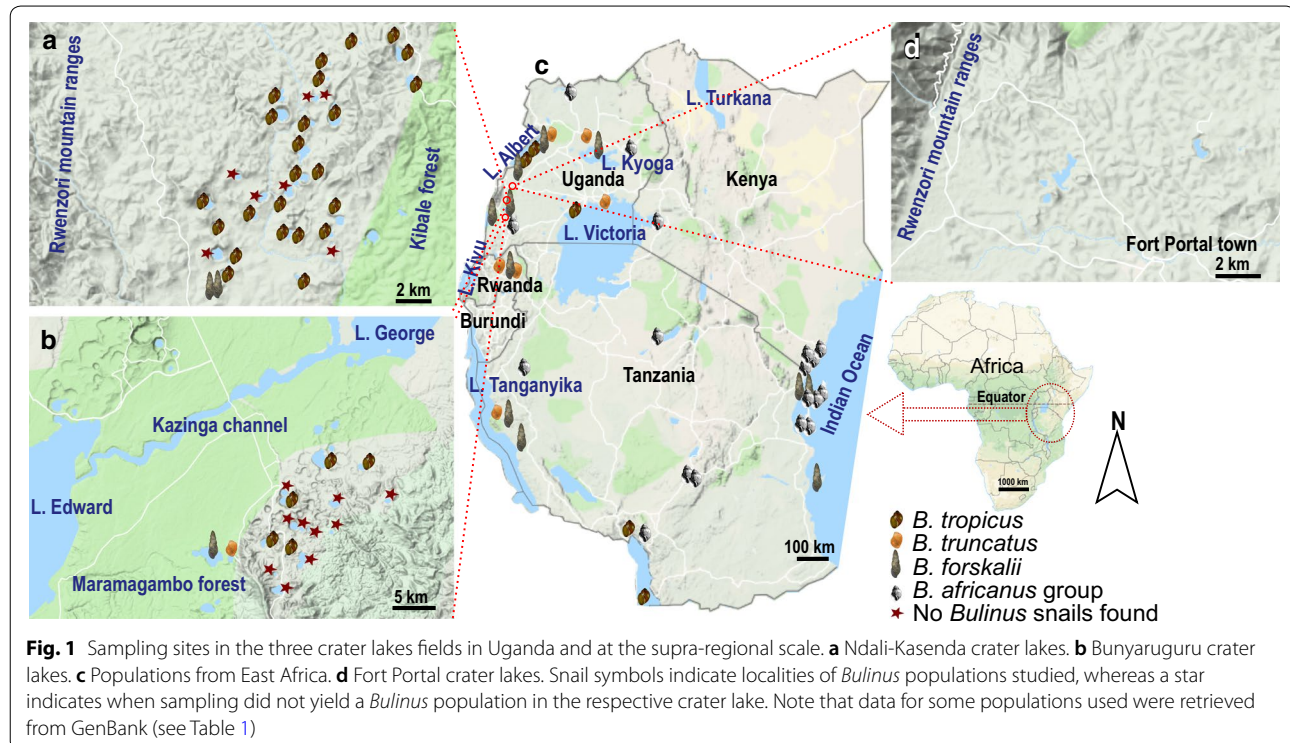 a
Rwenzori mountain ranges
Kibale forest
2 km
b
L. George
Kazinga channel
L. Edward
Maramagambo forest
5 km
c
L. Turkana
L. Albert
L. Kyoga
Uganda
Kenya
L. Victoria
L. Kivu
Rwanda
Burundi
L. Tanganyika
Tanzania
Indian Ocean
100 km
d
Rwenzori mountain ranges
Fort Portal town
2 km
Africa
Equator
1000 km
N
B. tropicus
B. truncatus
B. forskalii
B. africanus group
No Bulinus snails found
Fig. 1 Sampling sites in the three crater lakes fields in Uganda and at the supra-regional scale. a Ndali-Kasenda crater lakes. b Bunyaruguru crater
lakes. c Populations from East Africa. d Fort Portal crater lakes. Snail symbols indicate localities of Bulinus populations studied, whereas a star
indicates when sampling did not yield a Bulinus population in the respective crater lake. Note that data for some populations used were retrieved
from GenBank (see Table 1)